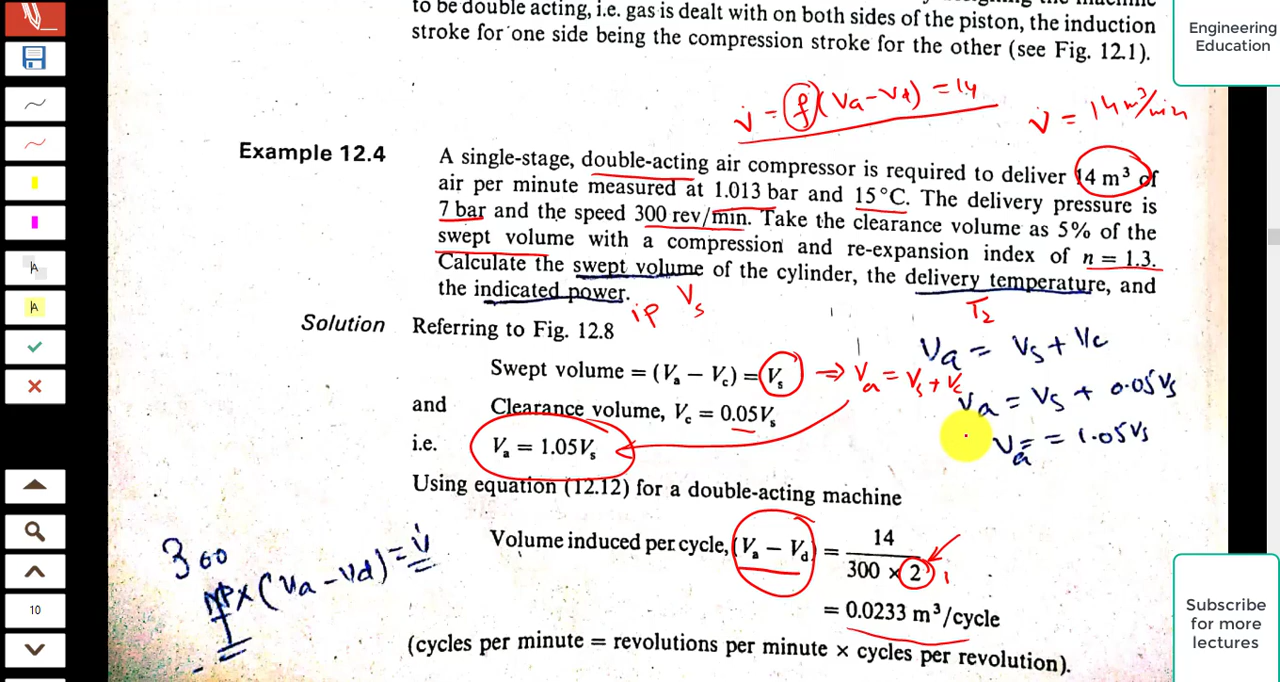 to be double acting, i.e. gas is dealt with on both sides of the piston, the induction
stroke for one side being the compression stroke for the other (see Fig. 12.1).
Engineering
Education
V̇ = f(Va-Vd) = 14
V̇ = 14 m³/min
Example 12.4
A single-stage, double-acting air compressor is required to deliver 14 m³ of
air per minute measured at 1.013 bar and 15°C. The delivery pressure is
7 bar and the speed 300 rev/min. Take the clearance volume as 5% of the
swept volume with a compression and re-expansion index of n = 1.3.
Calculate the swept volume of the cylinder, the delivery temperature, and
the indicated power.
ip Vs
T2
Solution
Referring to Fig. 12.8
Va = Vs + Vc
Swept volume = (Va − Vc) = Vs ⇒ Va = Vs + Vc
Va = Vs + 0.05Vs
and Clearance volume, Vc = 0.05Vs
Va = 1.05Vs
i.e. Va = 1.05Vs
Using equation (12.12) for a double-acting machine
Volume induced per cycle, (Va − Vd) = 14 / 300 × 2
= 0.0233 m³/cycle
300
× (Va-Vd) = V̇
(cycles per minute = revolutions per minute × cycles per revolution).
10
Subscribe
for more
lectures